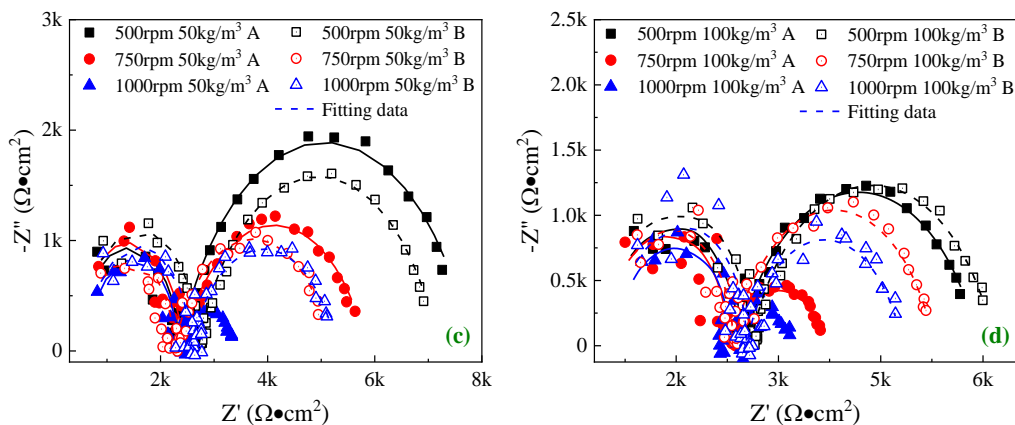 3k
2k
1k
0
2k
4k
6k
8k
-Z" (Ω•cm²)
Z' (Ω•cm²)
500rpm 50kg/m³ A
500rpm 50kg/m³ B
750rpm 50kg/m³ A
750rpm 50kg/m³ B
1000rpm 50kg/m³ A
1000rpm 50kg/m³ B
Fitting data
(c)
2.5k
2.0k
1.5k
1.0k
0.5k
0.0
2k
3k
5k
6k
-Z" (Ω•cm²)
Z' (Ω•cm²)
500rpm 100kg/m³ A
500rpm 100kg/m³ B
750rpm 100kg/m³ A
750rpm 100kg/m³ B
1000rpm 100kg/m³ A
1000rpm 100kg/m³ B
Fitting data
(d)